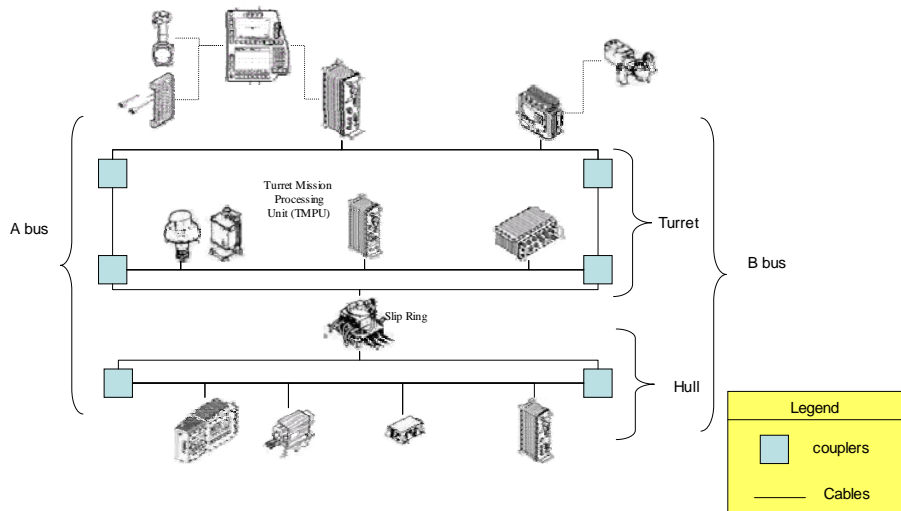 Turret Mission
Processing
Unit (TMPU)
A bus
Turret
B bus
Slip Ring
Hull
Legend
couplers
Cables